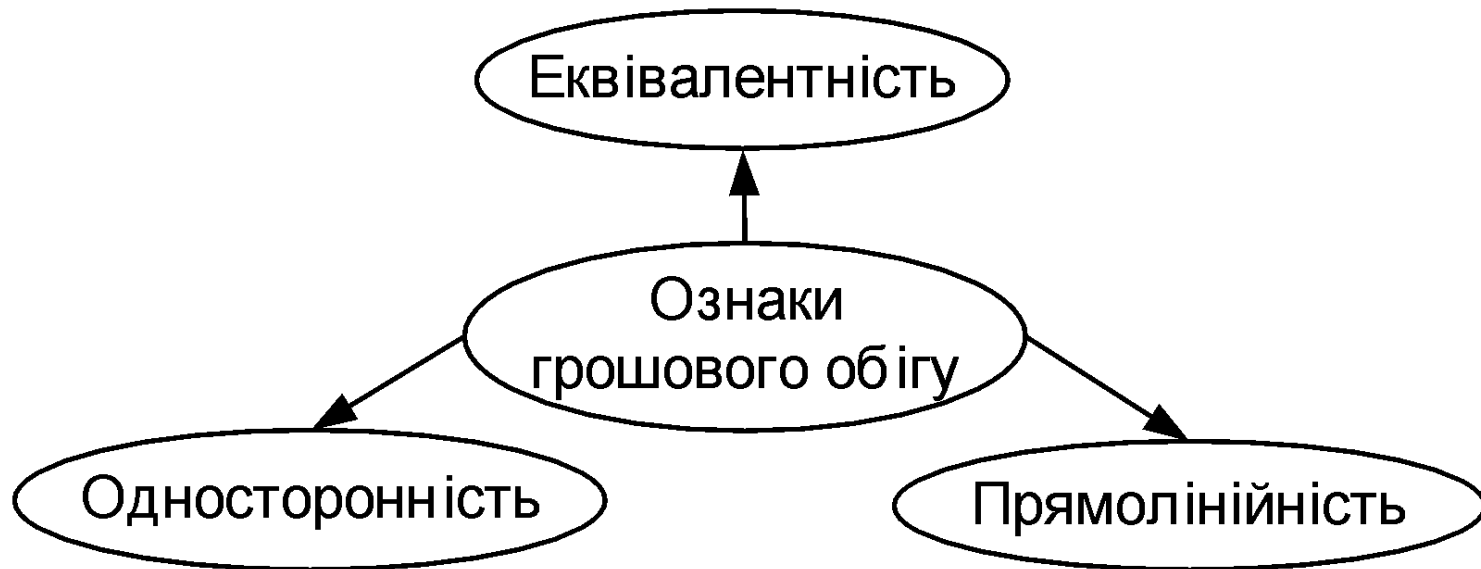 Еквівалентність
Ознаки
грошового обігу
Односторонність
Прямолінійність